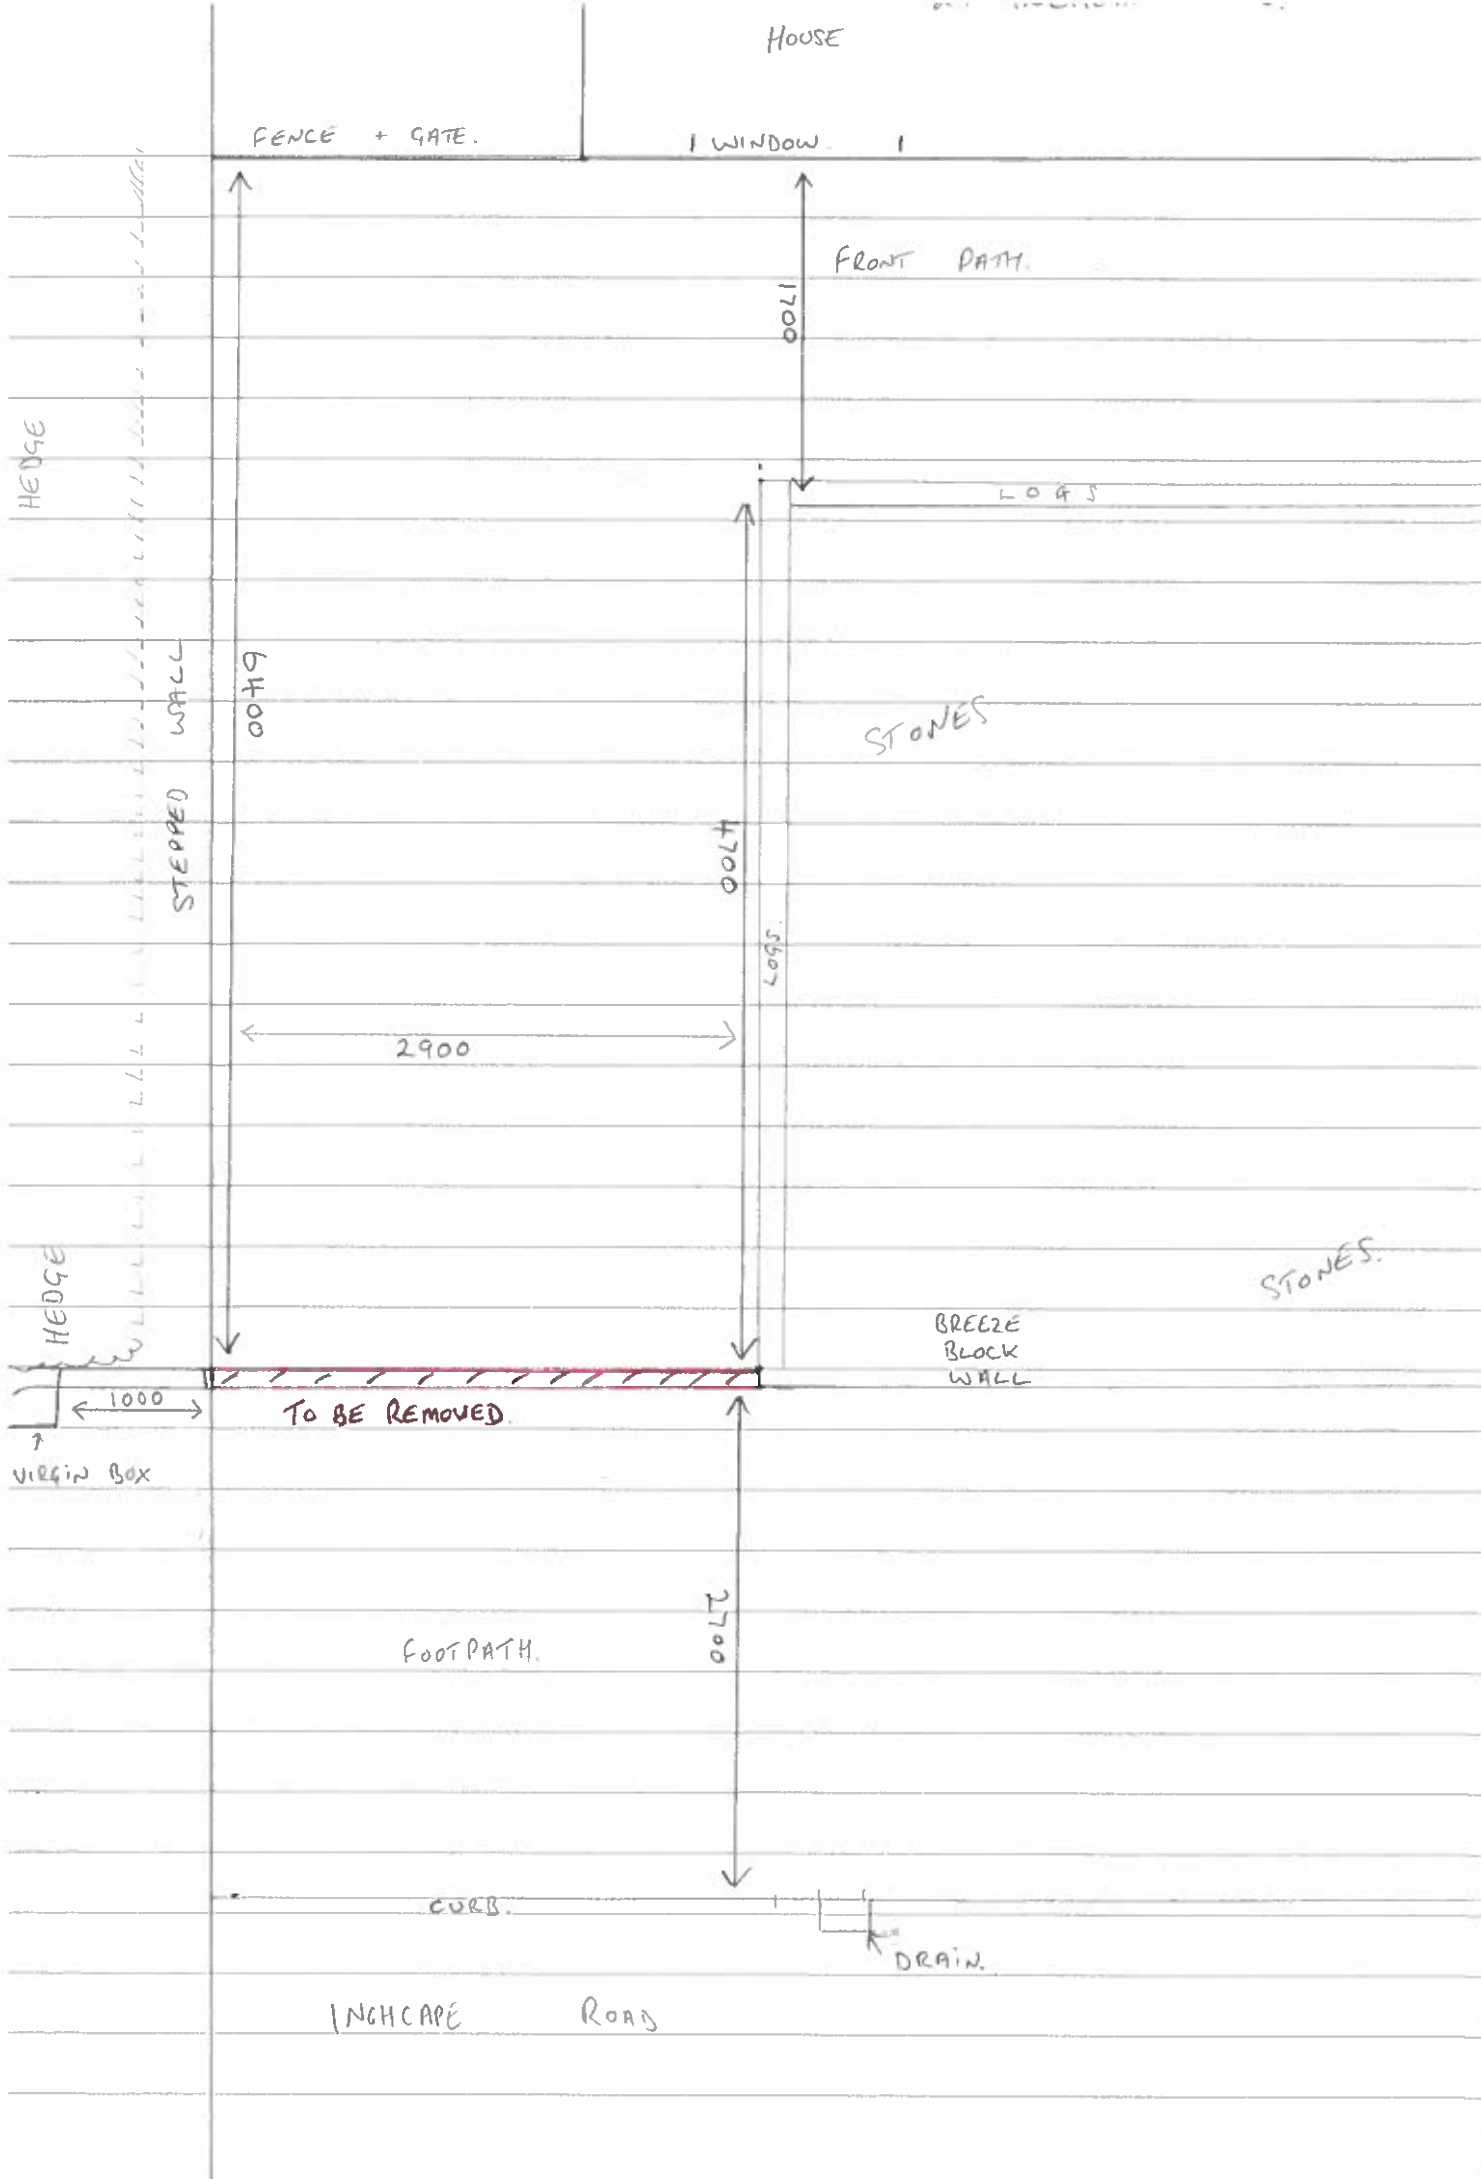 HOUSE
FENCE + GATE.
WINDOW
FRONT PATH.
1700
HEDGE
LOGS
STEPPED WALL
6400
STONES
4700
LOGS.
2900
HEDGE
STONES.
BREEZE
BLOCK
WALL
1000
TO BE REMOVED.
VIRGIN BOX
2700
FOOTPATH.
CURB.
DRAIN.
INCHCAPE ROAD